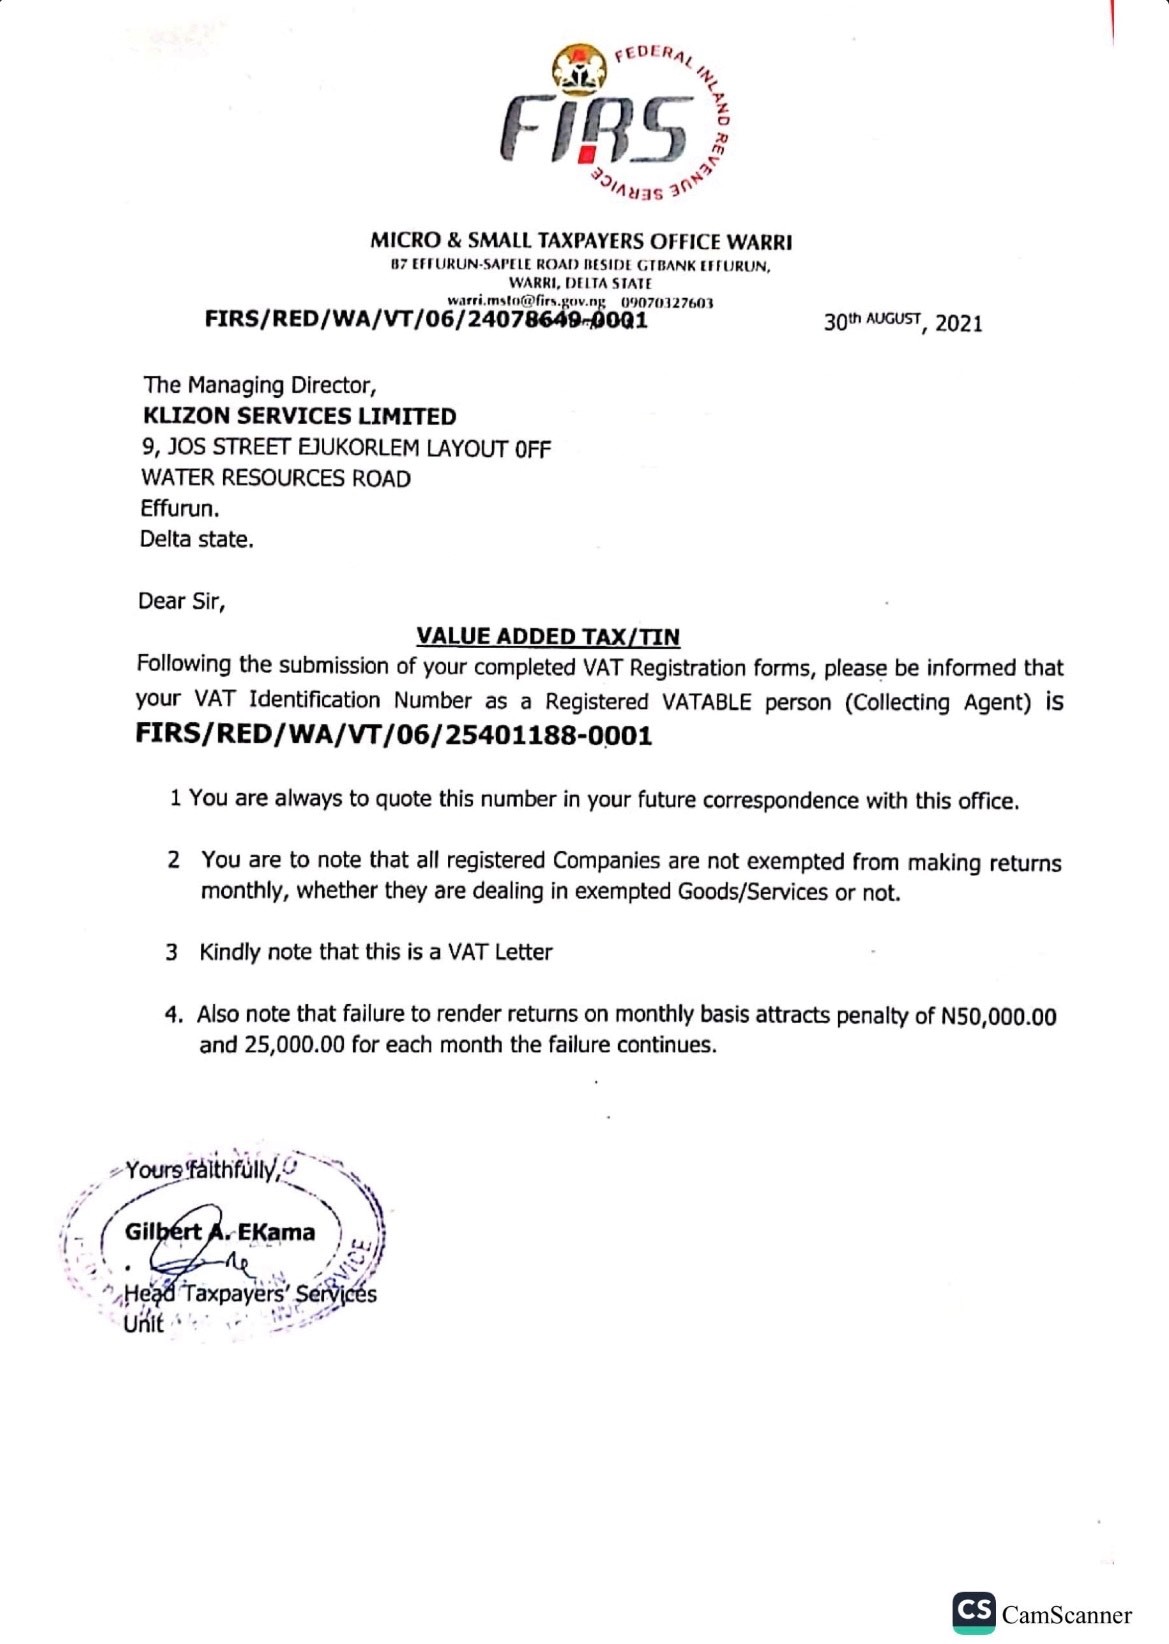 FIRS
FEDERAL INLAND REVENUE SERVICE
MICRO & SMALL TAXPAYERS OFFICE WARRI
87 EFFURUN-SAPELE ROAD BESIDE GTBANK EFFURUN,
WARRI, DELTA STATE
warri.msto@firs.gov.ng 09070327603
FIRS/RED/WA/VT/06/24078649-0001 30th AUGUST, 2021
The Managing Director,
KLIZON SERVICES LIMITED
9, JOS STREET EJUKORLEM LAYOUT 0FF
WATER RESOURCES ROAD
Effurun.
Delta state.
Dear Sir,
VALUE ADDED TAX/TIN
Following the submission of your completed VAT Registration forms, please be informed that
your VAT Identification Number as a Registered VATABLE person (Collecting Agent) is
FIRS/RED/WA/VT/06/25401188-0001
1 You are always to quote this number in your future correspondence with this office.
2 You are to note that all registered Companies are not exempted from making returns
monthly, whether they are dealing in exempted Goods/Services or not.
3 Kindly note that this is a VAT Letter
4. Also note that failure to render returns on monthly basis attracts penalty of N50,000.00
and 25,000.00 for each month the failure continues.
Yours faithfully,
Gilbert A. EKama
Head Taxpayers' Services
Unit
CS CamScanner